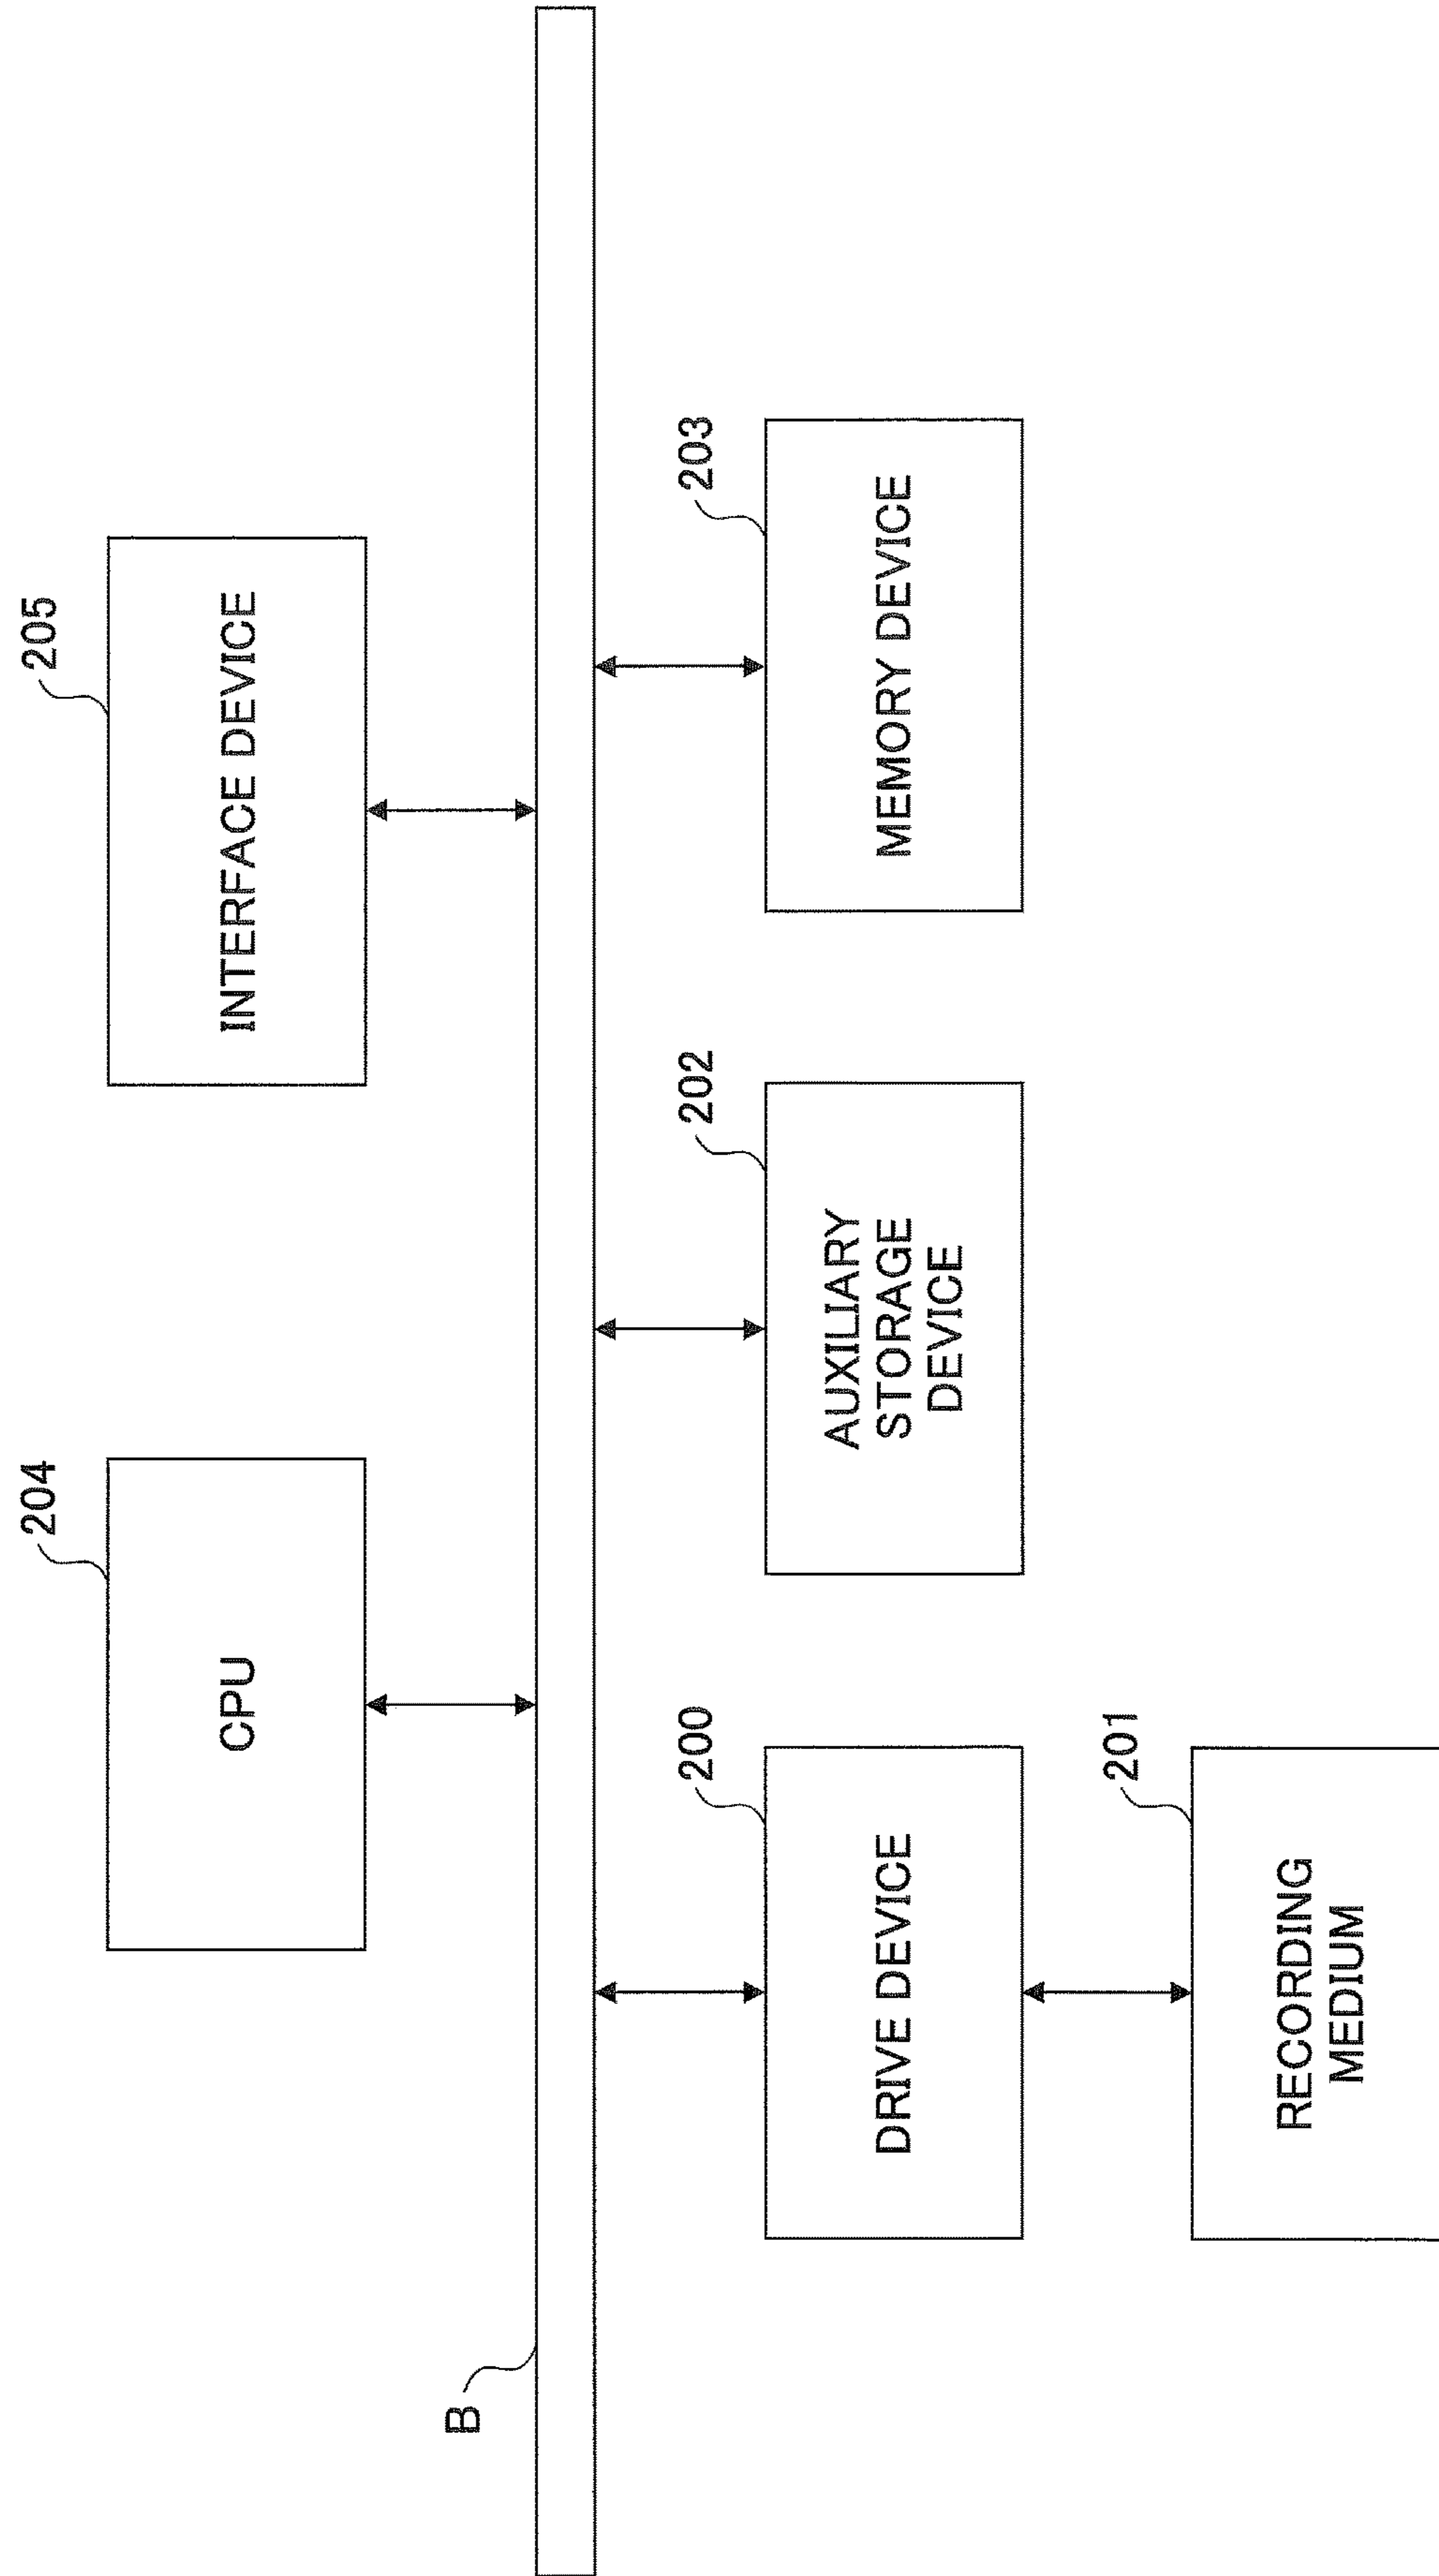 204
CPU
205
INTERFACE DEVICE
B
200
DRIVE DEVICE
202
AUXILIARY
STORAGE
DEVICE
203
MEMORY DEVICE
201
RECORDING
MEDIUM